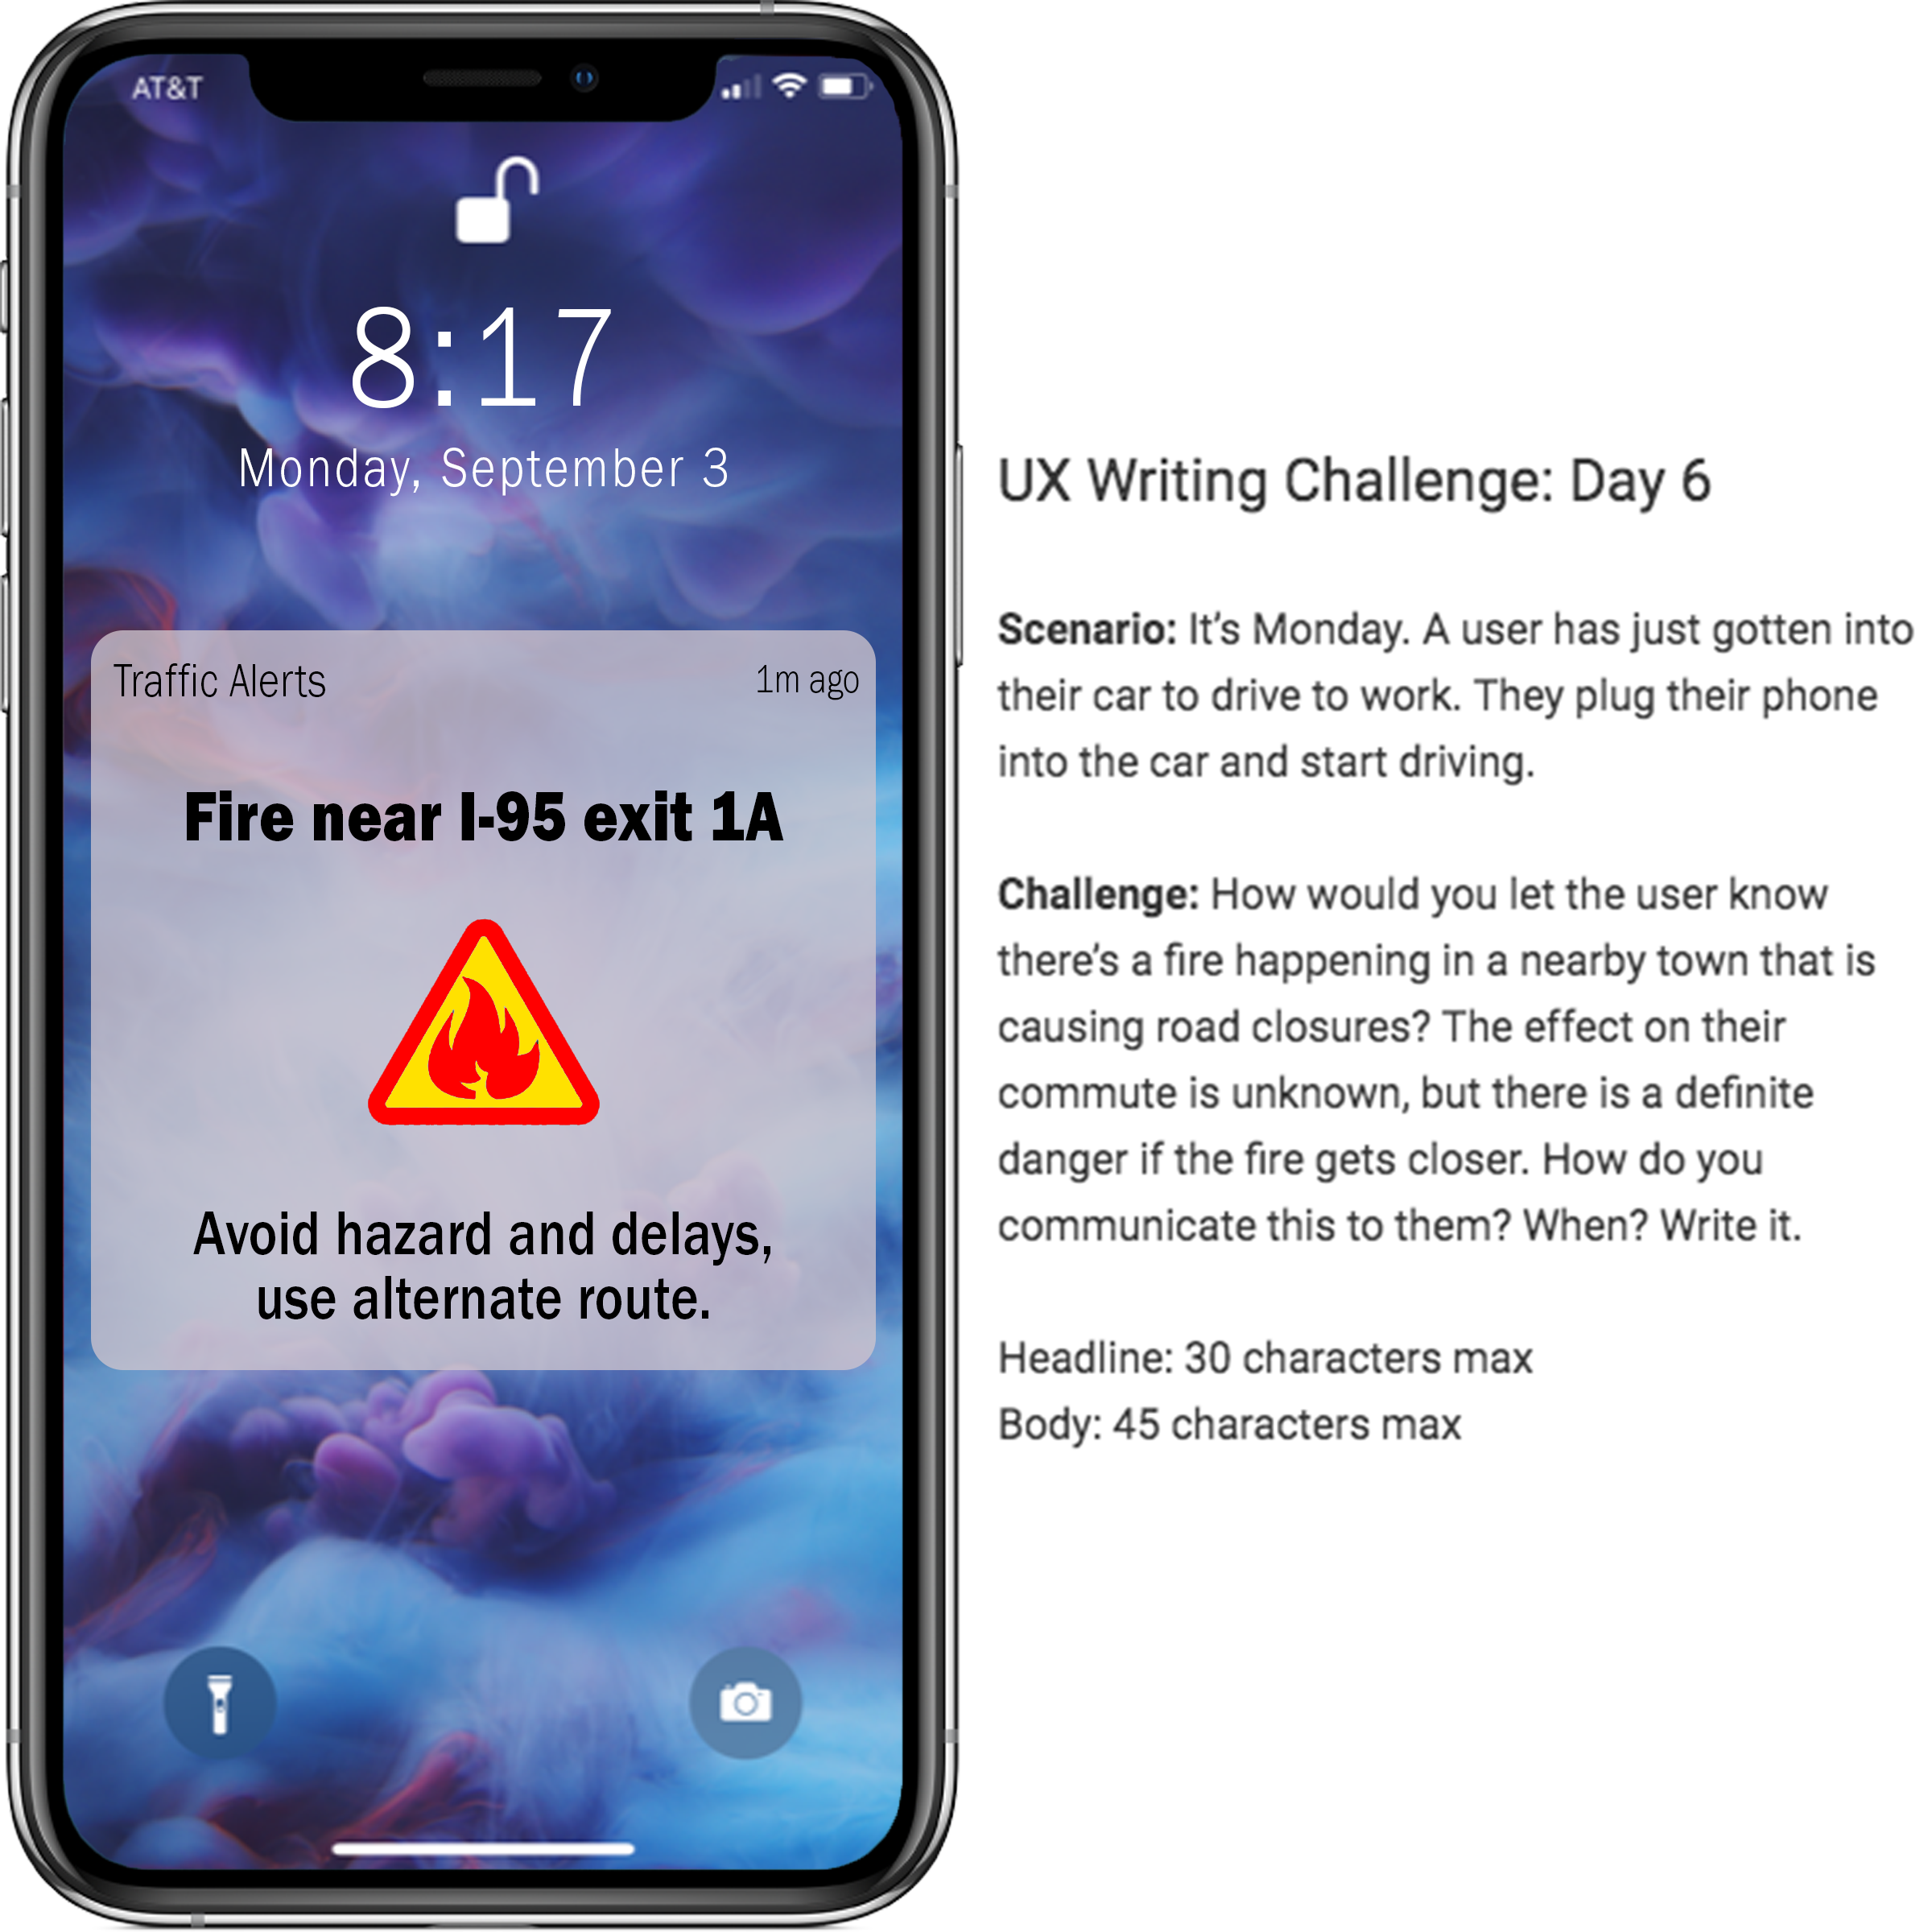 AT&T
8:17
Monday, September 3
Traffic Alerts 1m ago
Fire near I-95 exit 1A
Avoid hazard and delays,
use alternate route.
UX Writing Challenge: Day 6
Scenario: It's Monday. A user has just gotten into
their car to drive to work. They plug their phone
into the car and start driving.
Challenge: How would you let the user know
there's a fire happening in a nearby town that is
causing road closures? The effect on their
commute is unknown, but there is a definite
danger if the fire gets closer. How do you
communicate this to them? When? Write it.
Headline: 30 characters max
Body: 45 characters max